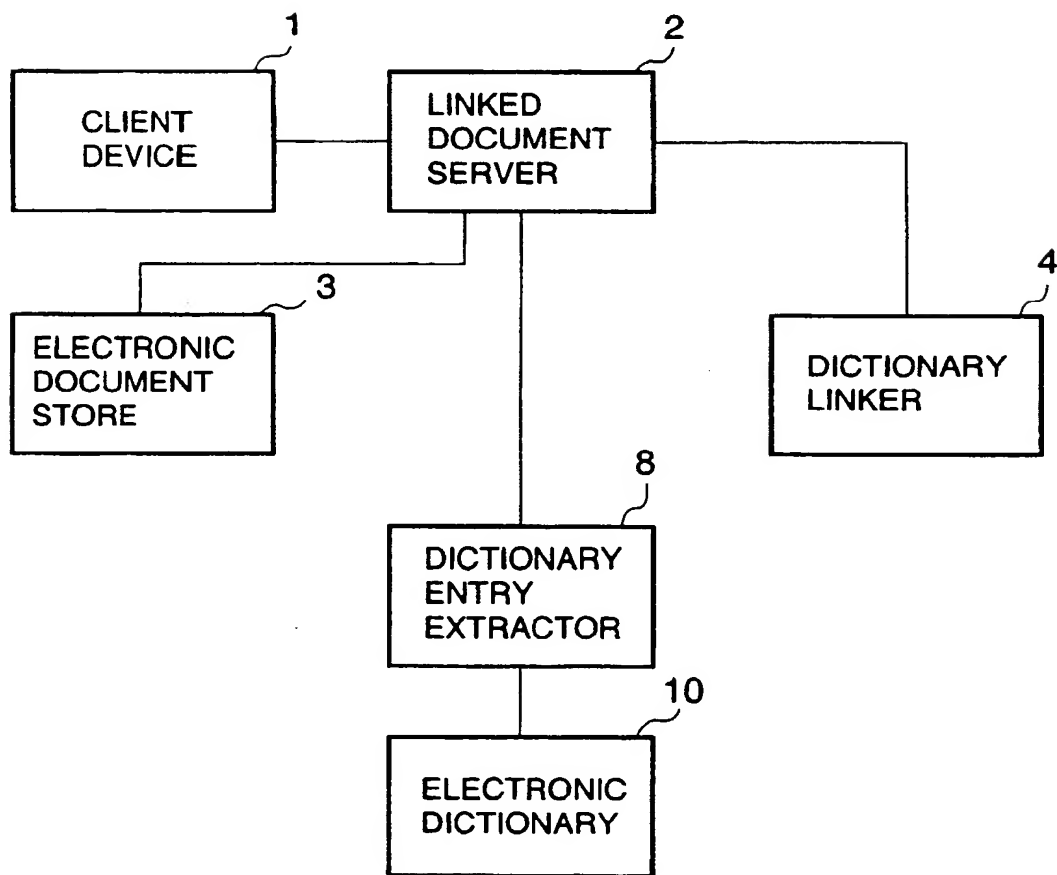 1
CLIENT
DEVICE
2
LINKED
DOCUMENT
SERVER
3
ELECTRONIC
DOCUMENT
STORE
4
DICTIONARY
LINKER
8
DICTIONARY
ENTRY
EXTRACTOR
10
ELECTRONIC
DICTIONARY